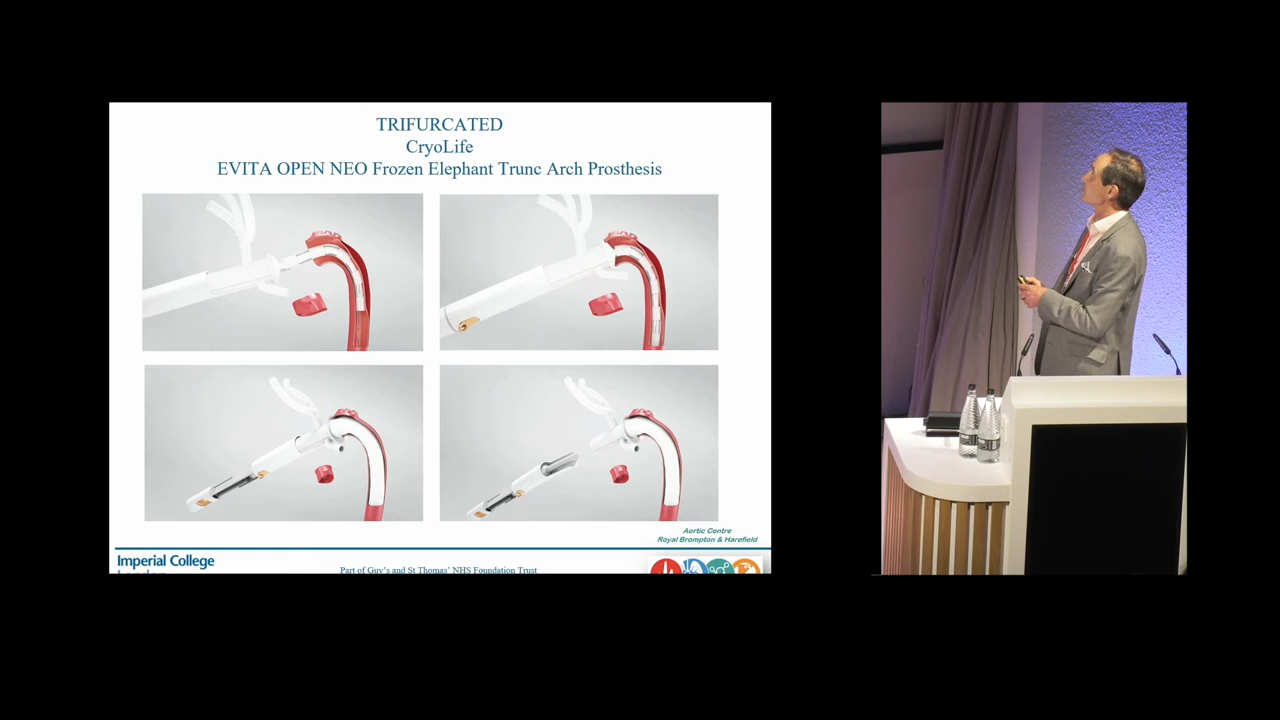 TRIFURCATED
CryoLife
EVITA OPEN NEO Frozen Elephant Trunc Arch Prosthesis
Aortic Centre
Royal Brompton & Harefield
Imperial College
London
Part of Guy's and St Thomas' NHS Foundation Trust